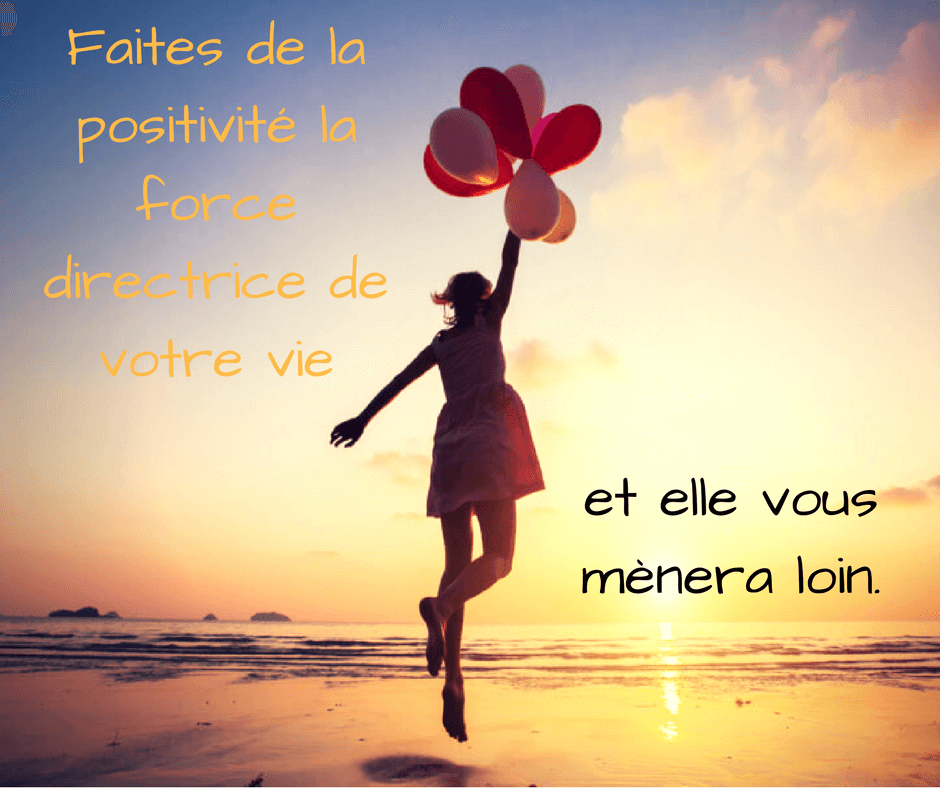 Faites de la
positivité la
force
directrice de
votre vie
et elle vous
mènera loin.